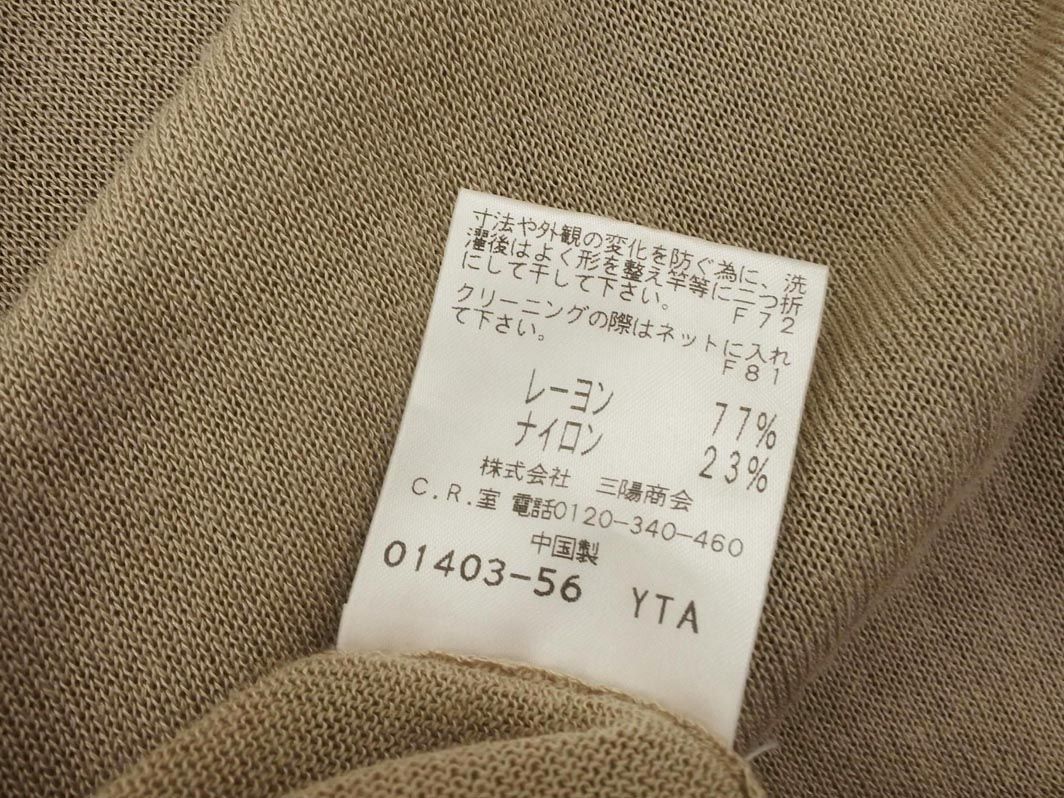 寸法や外観の変化を防ぐ為に、洗
濯後はよく形を整え竿等に二つ折
にして干して下さい。 F72
クリーニングの際はネットに入れ
て下さい。 F81
レーヨン 77%
ナイロン 23%
株式会社 三陽商会
C.R.室 電話0120-340-460
中国製
01403-56 YTA